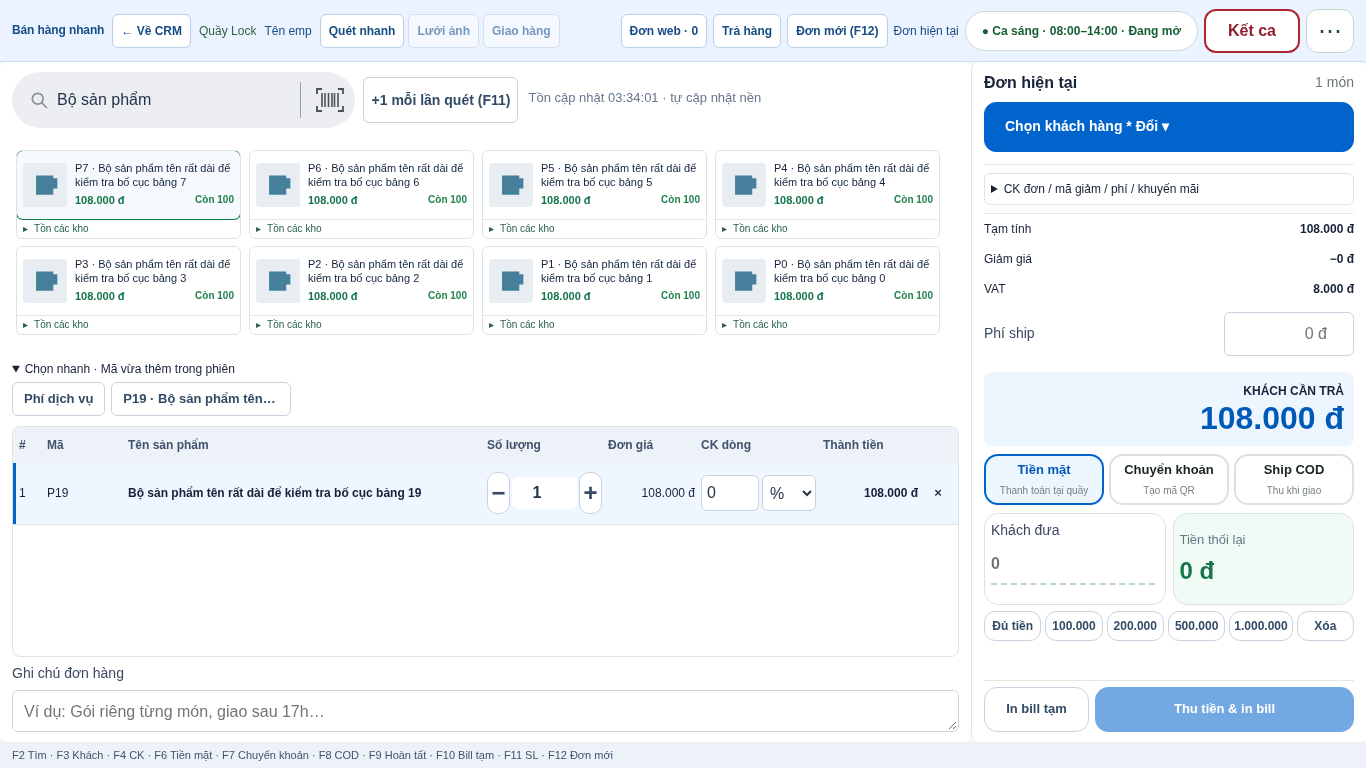 Bán hàng nhanh ← Về CRM Quầy Lock Tên emp Quét nhanh Lưới ảnh Giao hàng Đơn web · 0 Trả hàng Đơn mới (F12) Đơn hiện tại ● Ca sáng · 08:00–14:00 · Đang mở Kết ca ⋯
Bộ sản phẩm +1 mỗi lần quét (F11) Tồn cập nhật 03:34:01 · tự cập nhật nền
P7 · Bộ sản phẩm tên rất dài để
kiểm tra bố cục bảng 7
108.000 đ Còn 100
▸ Tồn các kho
P6 · Bộ sản phẩm tên rất dài để
kiểm tra bố cục bảng 6
108.000 đ Còn 100
▸ Tồn các kho
P5 · Bộ sản phẩm tên rất dài để
kiểm tra bố cục bảng 5
108.000 đ Còn 100
▸ Tồn các kho
P4 · Bộ sản phẩm tên rất dài để
kiểm tra bố cục bảng 4
108.000 đ Còn 100
▸ Tồn các kho
P3 · Bộ sản phẩm tên rất dài để
kiểm tra bố cục bảng 3
108.000 đ Còn 100
▸ Tồn các kho
P2 · Bộ sản phẩm tên rất dài để
kiểm tra bố cục bảng 2
108.000 đ Còn 100
▸ Tồn các kho
P1 · Bộ sản phẩm tên rất dài để
kiểm tra bố cục bảng 1
108.000 đ Còn 100
▸ Tồn các kho
P0 · Bộ sản phẩm tên rất dài để
kiểm tra bố cục bảng 0
108.000 đ Còn 100
▸ Tồn các kho
▼ Chọn nhanh · Mã vừa thêm trong phiên
Phí dịch vụ P19 · Bộ sản phẩm tên…
# Mã Tên sản phẩm Số lượng Đơn giá CK dòng Thành tiền
1 P19 Bộ sản phẩm tên rất dài để kiểm tra bố cục bảng 19 − 1 + 108.000 đ 0 % 108.000 đ ×
Ghi chú đơn hàng
Ví dụ: Gói riêng từng món, giao sau 17h…
Đơn hiện tại 1 món
Chọn khách hàng * Đổi ▾
▶ CK đơn / mã giảm / phí / khuyến mãi
Tạm tính 108.000 đ
Giảm giá −0 đ
VAT 8.000 đ
Phí ship 0 đ
KHÁCH CẦN TRẢ
108.000 đ
Tiền mặt
Thanh toán tại quầy
Chuyển khoản
Tạo mã QR
Ship COD
Thu khi giao
Khách đưa
0
Tiền thối lại
0 đ
Đủ tiền 100.000 200.000 500.000 1.000.000 Xóa
In bill tạm Thu tiền & in bill
F2 Tìm · F3 Khách · F4 CK · F6 Tiền mặt · F7 Chuyển khoản · F8 COD · F9 Hoàn tất · F10 Bill tạm · F11 SL · F12 Đơn mới